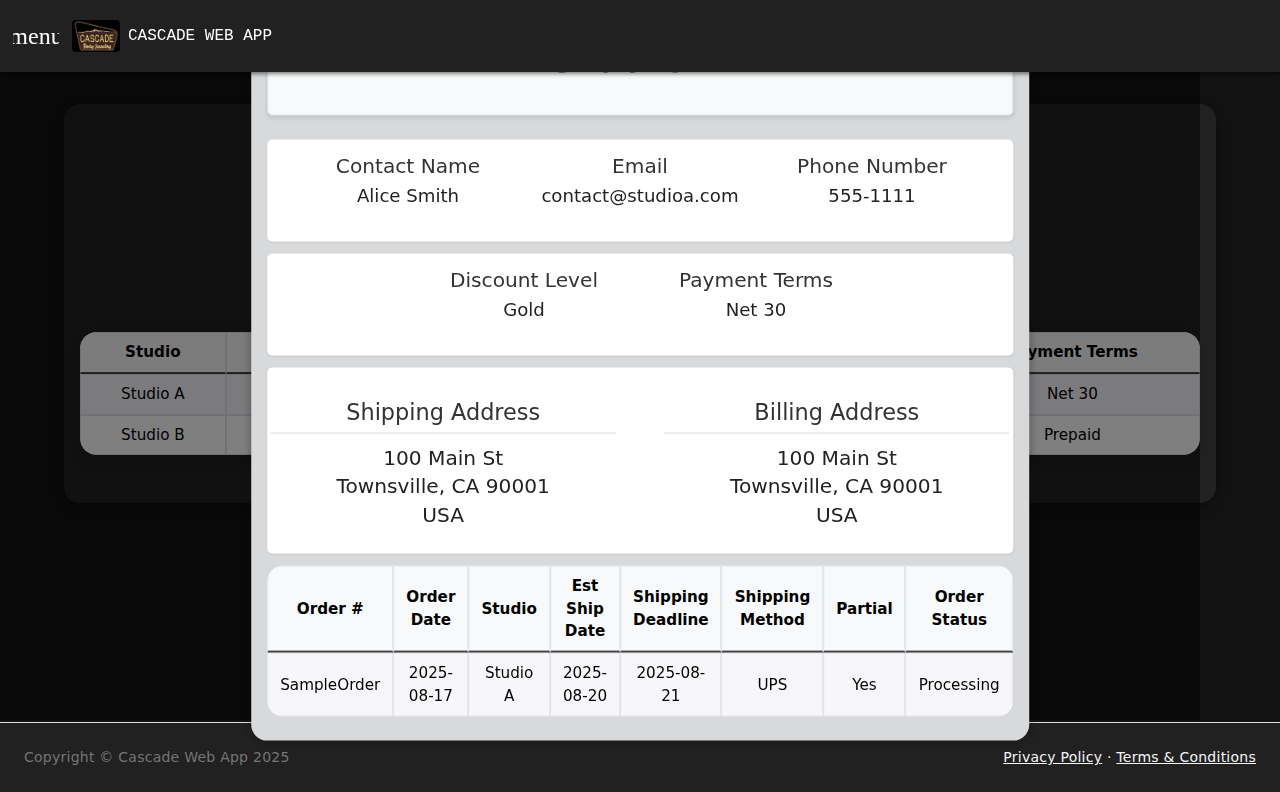 menu CASCADE Body Jewelry CASCADE WEB APP
Contact Name Email Phone Number
Alice Smith contact@studioa.com 555-1111
Discount Level Payment Terms
Gold Net 30
Studio yment Terms
Studio A Net 30
Studio B Prepaid
Shipping Address Billing Address
100 Main St 100 Main St
Townsville, CA 90001 Townsville, CA 90001
USA USA
Order # Order Date Studio Est Ship Date Shipping Deadline Shipping Method Partial Order Status
SampleOrder 2025-08-17 Studio A 2025-08-20 2025-08-21 UPS Yes Processing
Copyright © Cascade Web App 2025 Privacy Policy · Terms & Conditions